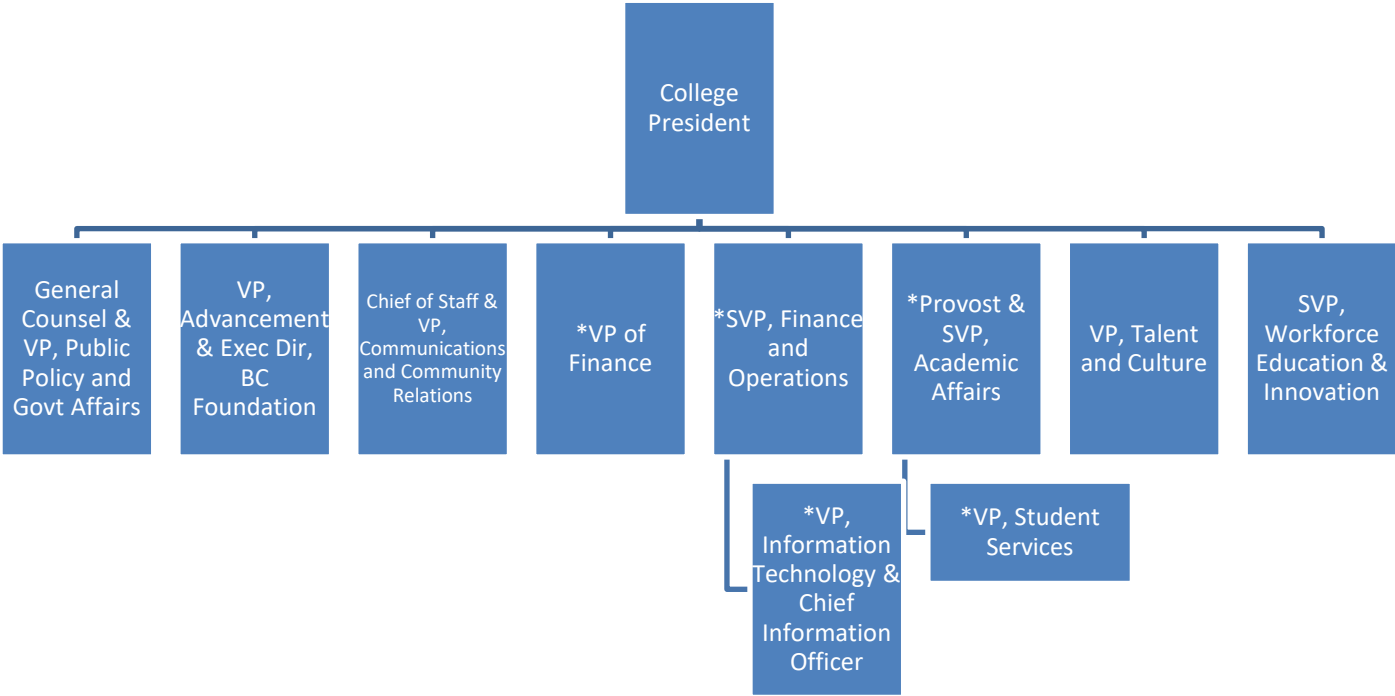 College
President
General
Counsel &
VP, Public
Policy and
Govt Affairs
VP,
Advancement
& Exec Dir,
BC
Foundation
Chief of Staff &
VP,
Communications
and Community
Relations
*VP of
Finance
*SVP, Finance
and
Operations
*Provost &
SVP,
Academic
Affairs
VP, Talent
and Culture
SVP,
Workforce
Education &
Innovation
*VP,
Information
Technology &
Chief
Information
Officer
*VP, Student
Services